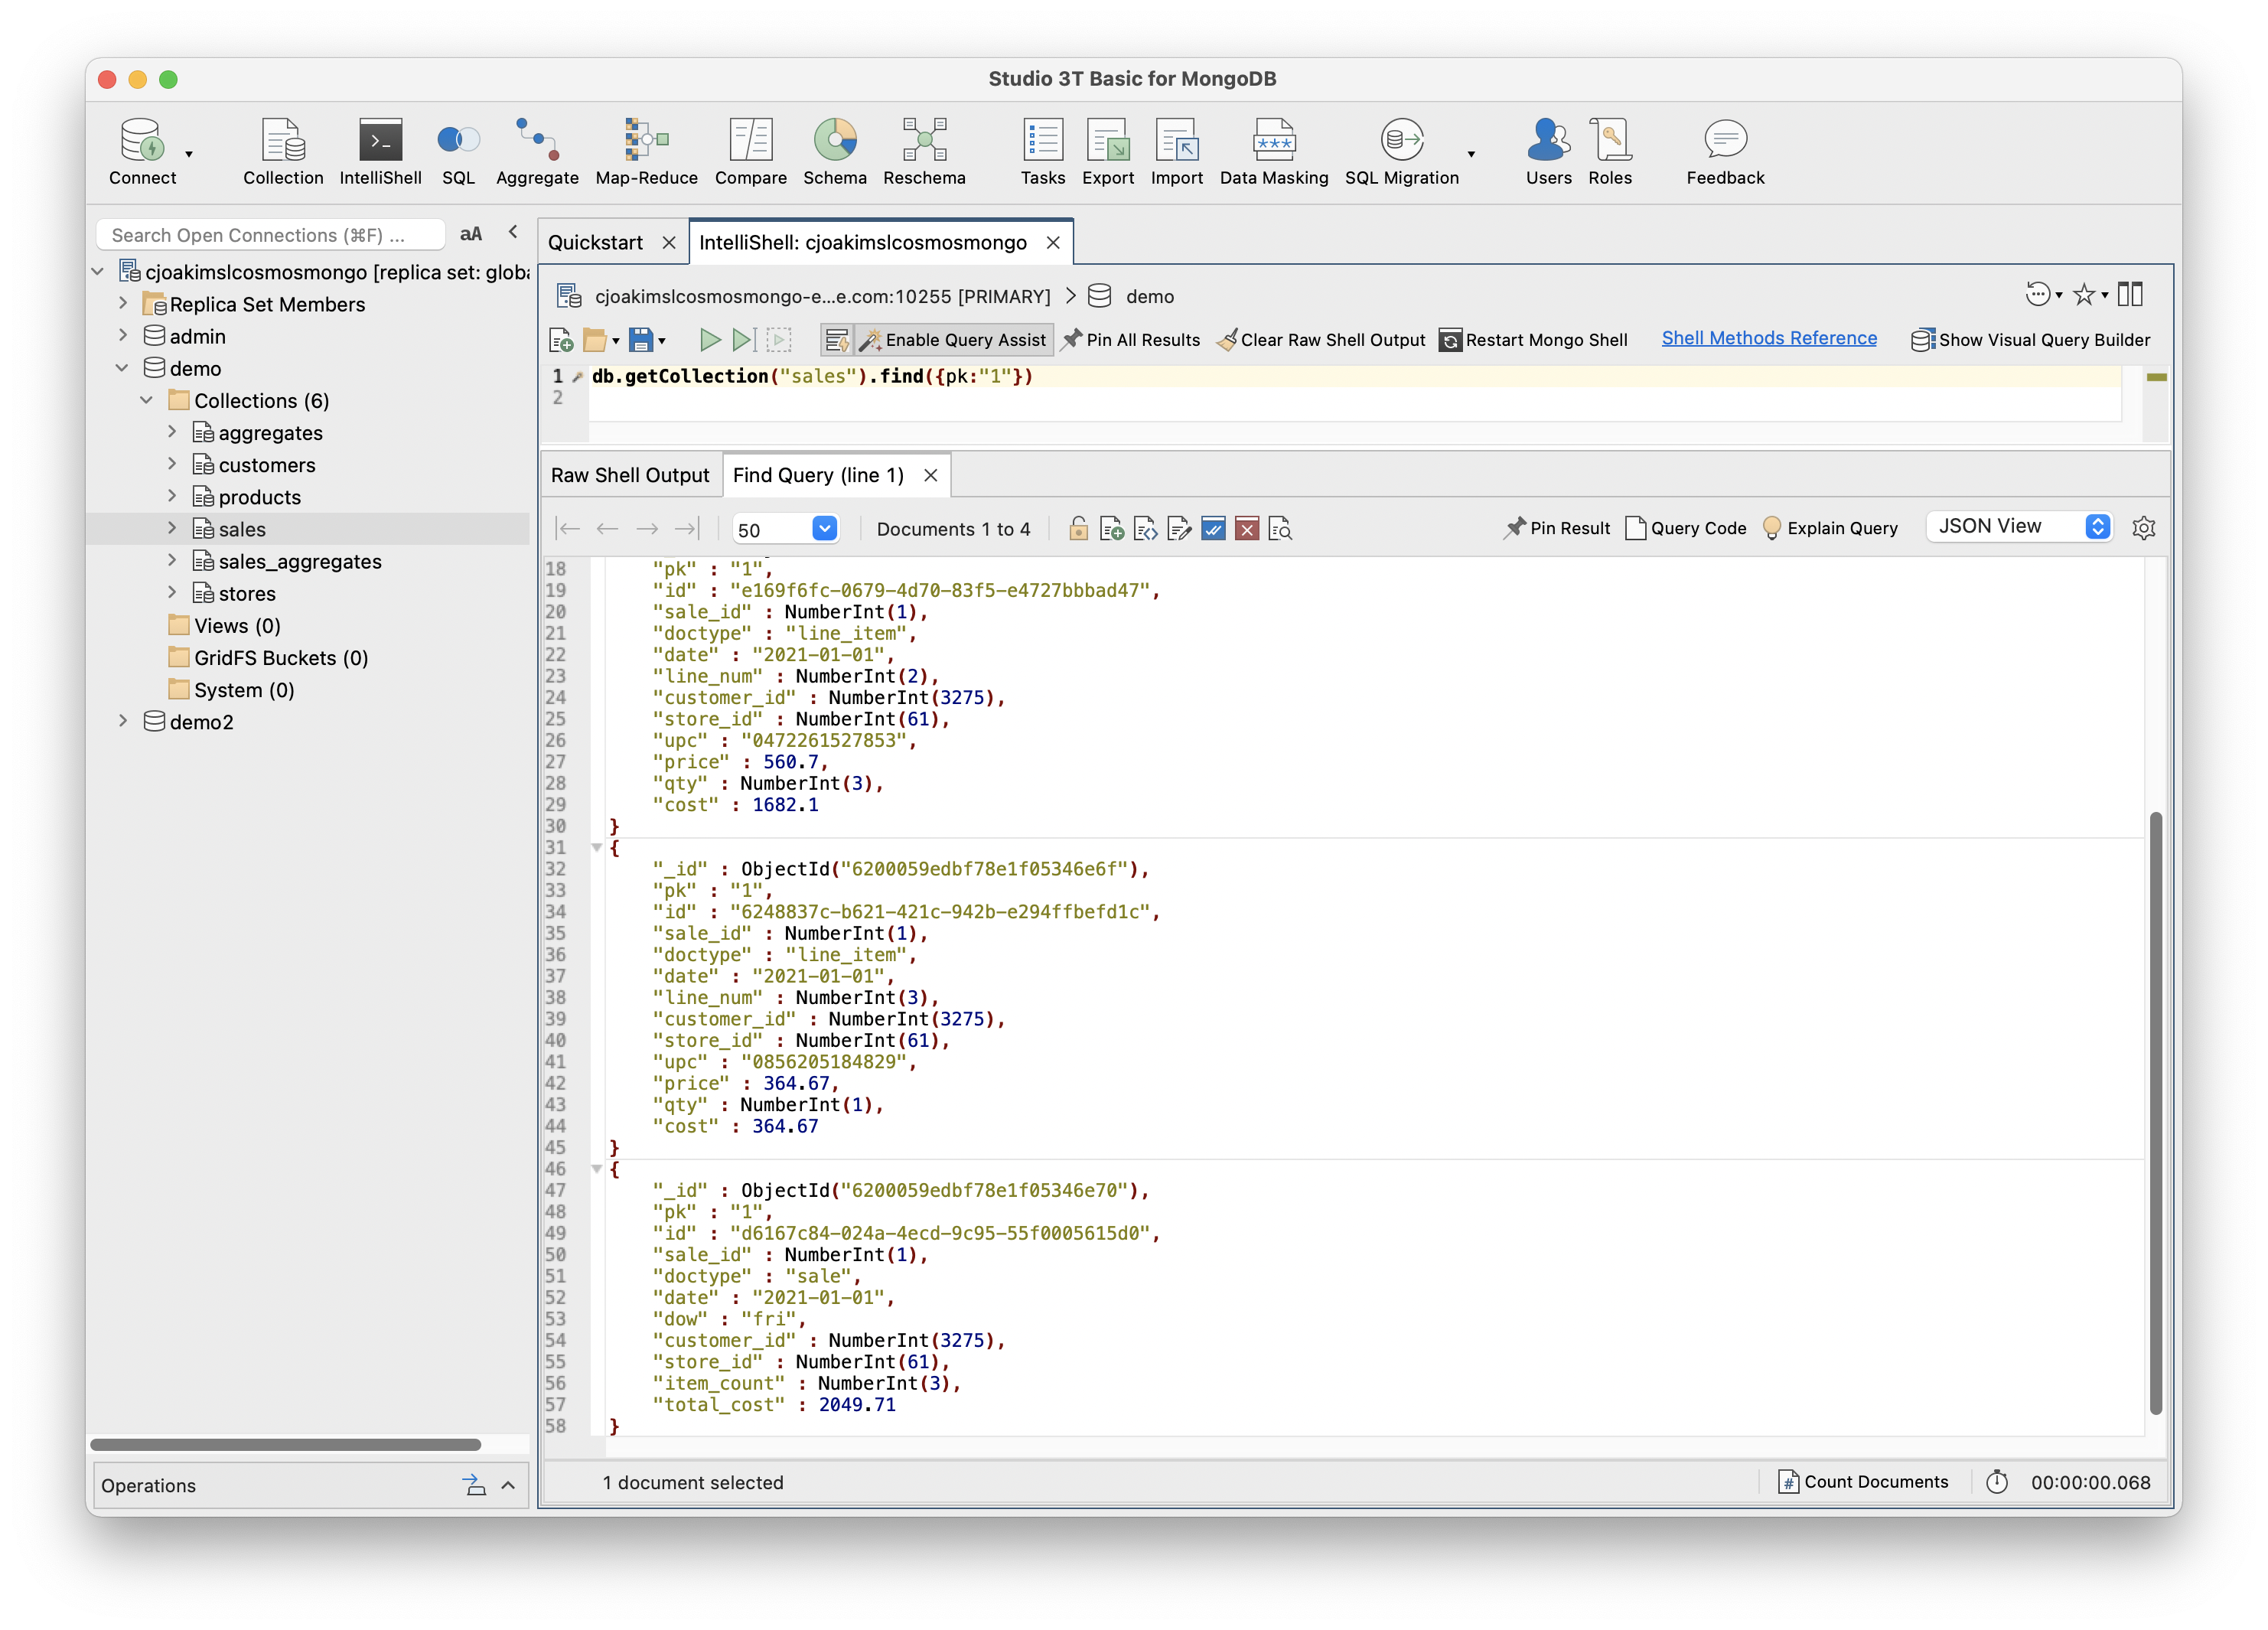 Studio 3T Basic for MongoDB
Connect Collection IntelliShell SQL Aggregate Map-Reduce Compare Schema Reschema Tasks Export Import Data Masking SQL Migration Users Roles Feedback
Search Open Connections (⌘F) ... aA
cjoakimslcosmosmongo [replica set: globa
Replica Set Members
admin
demo
Collections (6)
aggregates
customers
products
sales
sales_aggregates
stores
Views (0)
GridFS Buckets (0)
System (0)
demo2
Operations
Quickstart IntelliShell: cjoakimslcosmosmongo
cjoakimslcosmosmongo-e...e.com:10255 [PRIMARY] demo
Enable Query Assist Pin All Results Clear Raw Shell Output Restart Mongo Shell Shell Methods Reference Show Visual Query Builder
1 db.getCollection("sales").find({pk:"1"})
2
Raw Shell Output Find Query (line 1)
50 Documents 1 to 4 Pin Result Query Code Explain Query JSON View
18 "pk" : "1",
19 "id" : "e169f6fc-0679-4d70-83f5-e4727bbbad47",
20 "sale_id" : NumberInt(1),
21 "doctype" : "line_item",
22 "date" : "2021-01-01",
23 "line_num" : NumberInt(2),
24 "customer_id" : NumberInt(3275),
25 "store_id" : NumberInt(61),
26 "upc" : "0472261527853",
27 "price" : 560.7,
28 "qty" : NumberInt(3),
29 "cost" : 1682.1
30 }
31 {
32 "_id" : ObjectId("6200059edbf78e1f05346e6f"),
33 "pk" : "1",
34 "id" : "6248837c-b621-421c-942b-e294ffbefd1c",
35 "sale_id" : NumberInt(1),
36 "doctype" : "line_item",
37 "date" : "2021-01-01",
38 "line_num" : NumberInt(3),
39 "customer_id" : NumberInt(3275),
40 "store_id" : NumberInt(61),
41 "upc" : "0856205184829",
42 "price" : 364.67,
43 "qty" : NumberInt(1),
44 "cost" : 364.67
45 }
46 {
47 "_id" : ObjectId("6200059edbf78e1f05346e70"),
48 "pk" : "1",
49 "id" : "d6167c84-024a-4ecd-9c95-55f0005615d0",
50 "sale_id" : NumberInt(1),
51 "doctype" : "sale",
52 "date" : "2021-01-01",
53 "dow" : "fri",
54 "customer_id" : NumberInt(3275),
55 "store_id" : NumberInt(61),
56 "item_count" : NumberInt(3),
57 "total_cost" : 2049.71
58 }
1 document selected Count Documents 00:00:00.068